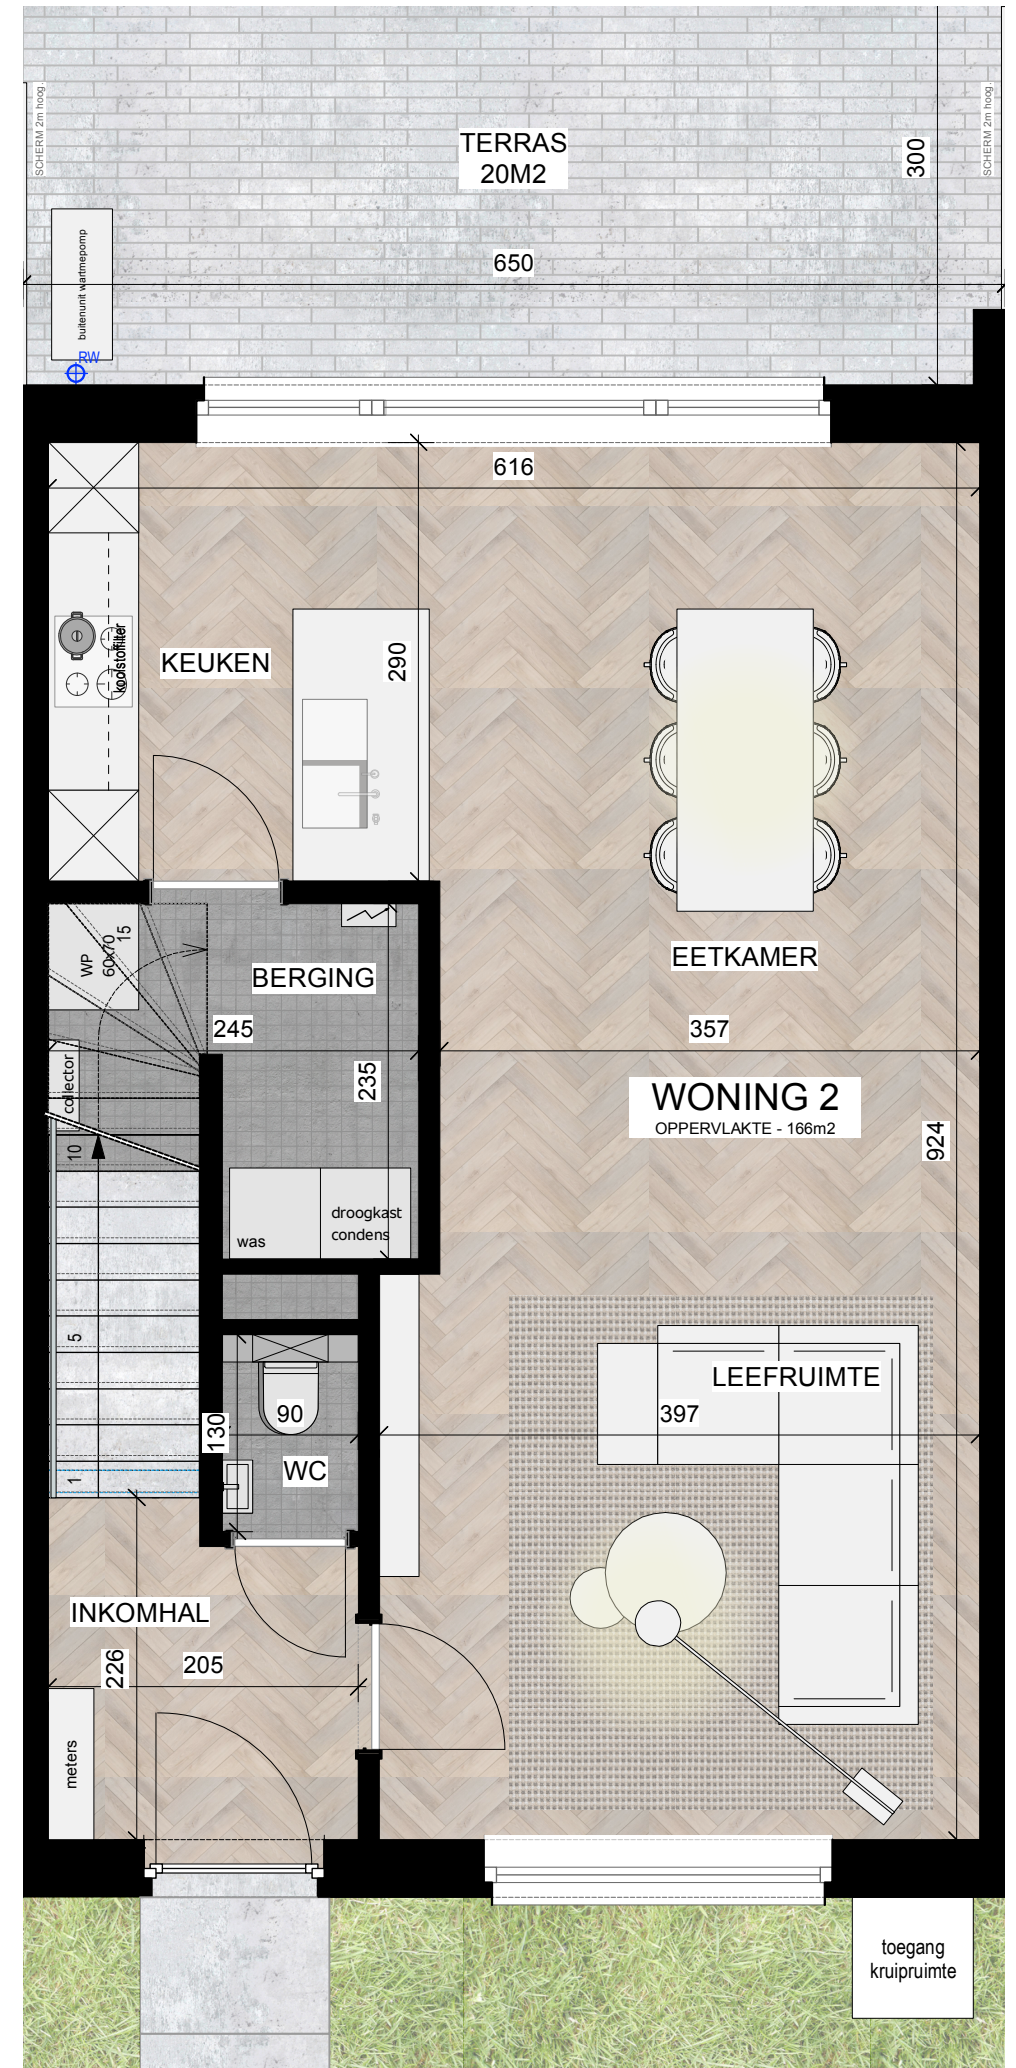 SCHERM 2m hoog.
SCHERM 2m hoog.
TERRAS
20M2
300
650
buitenunit wartmepomp
RW
616
koolstoffilter
KEUKEN
290
WP
60x70
15
BERGING
EETKAMER
245
357
collector
235
WONING 2
OPPERVLAKTE - 166m2
924
10
droogkast
condens
was
5
LEEFRUIMTE
130
90
397
WC
1
INKOMHAL
226
205
meters
toegang
kruipruimte